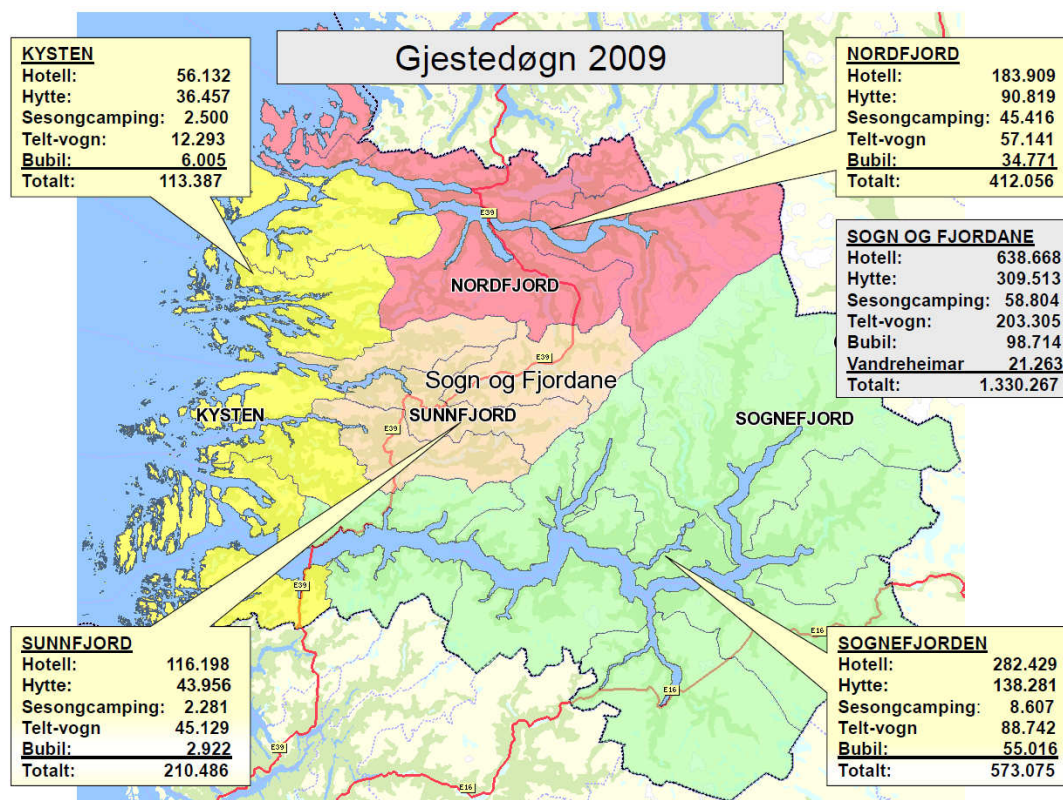 Gjestedøgn 2009
KYSTEN
Hotell: 56.132
Hytte: 36.457
Sesongcamping: 2.500
Telt-vogn: 12.293
Bubil: 6.005
Totalt: 113.387
NORDFJORD
Hotell: 183.909
Hytte: 90.819
Sesongcamping: 45.416
Telt-vogn 57.141
Bubil: 34.771
Totalt: 412.056
SOGN OG FJORDANE
Hotell: 638.668
Hytte: 309.513
Sesongcamping: 58.804
Telt-vogn: 203.305
Bubil: 98.714
Vandreheimar 21.263
Totalt: 1.330.267
E39
NORDFJORD
E39
Sogn og Fjordane
KYSTEN
SUNNFJORD
SOGNEFJORD
E39
E39
E16
E16
E16
SUNNFJORD
Hotell: 116.198
Hytte: 43.956
Sesongcamping: 2.281
Telt-vogn 45.129
Bubil: 2.922
Totalt: 210.486
SOGNEFJORDEN
Hotell: 282.429
Hytte: 138.281
Sesongcamping: 8.607
Telt-vogn 88.742
Bubil: 55.016
Totalt: 573.075